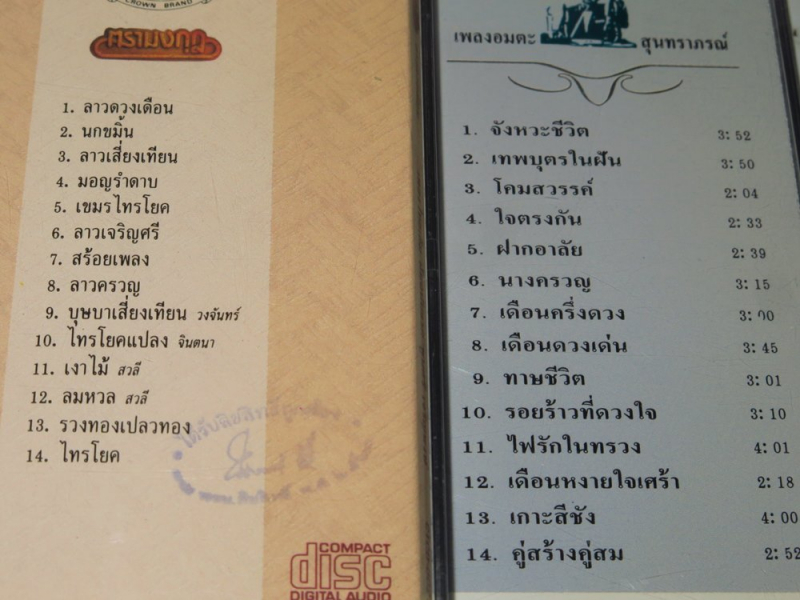 CROWN BRAND
ตรามงกุฎ
1. ลาวดวงเดือน
2. นกขมิ้น
3. ลาวเสี่ยงเทียน
4. มอญรำดาบ
5. เขมรไทรโยค
6. ลาวเจริญศรี
7. สร้อยเพลง
8. ลาวครวญ
9. บุษบาเสี่ยงเทียน วงจันทร์
10. ไทรโยคแปลง จินตนา
11. เงาไม้ สวลี
12. ลมหวล สวลี
13. รวงทองเปลวทอง
14. ไทรโยค
COMPACT
disc
DIGITAL AUDIO
เพลงอมตะ สุนทราภรณ์
1. จังหวะชีวิต 3: 52
2. เทพบุตรในฝัน 3: 50
3. โคมสวรรค์ 2: 04
4. ใจตรงกัน 2: 33
5. ฝากอาลัย 2: 39
6. นางครวญ 3: 15
7. เดือนครึ่งดวง 3: 00
8. เดือนดวงเด่น 3: 45
9. ทาษชีวิต 3: 01
10. รอยร้าวที่ดวงใจ 3: 10
11. ไฟรักในทรวง 4: 01
12. เดือนหงายใจเศร้า 2: 18
13. เกาะสีชัง 4: 00
14. คู่สร้างคู่สม 2: 52